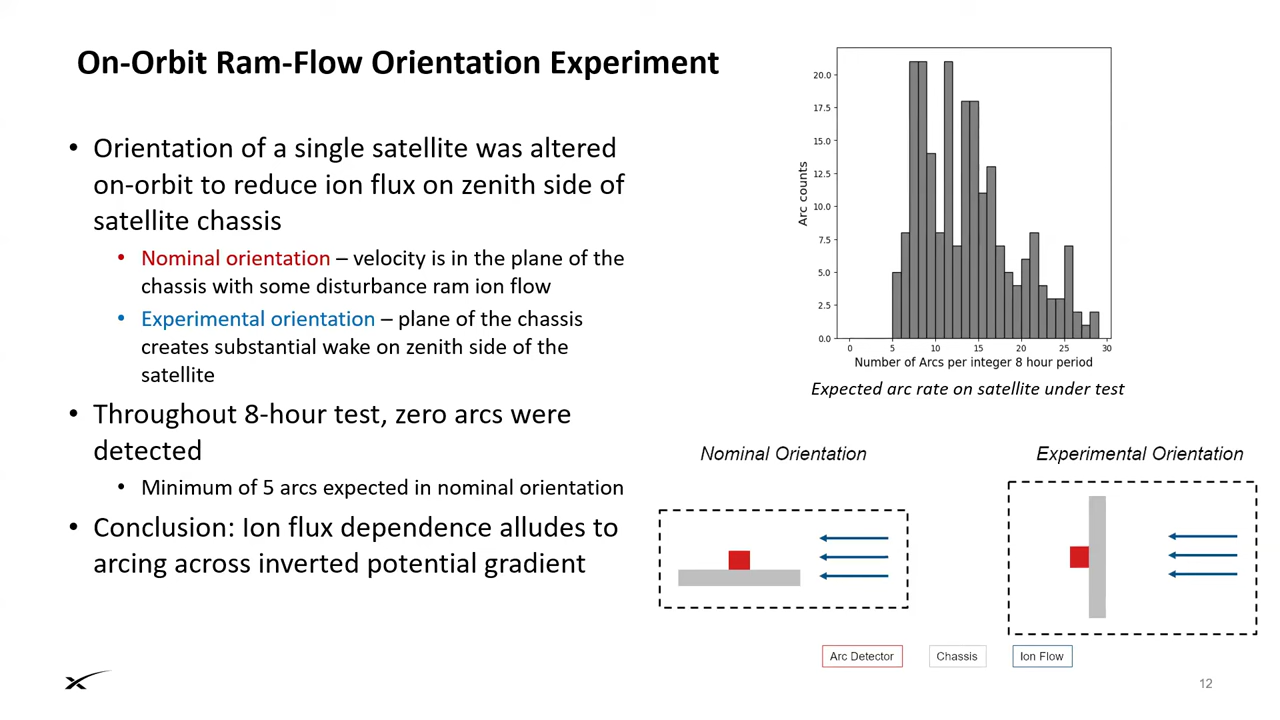 On-Orbit Ram-Flow Orientation Experiment
• Orientation of a single satellite was altered
on-orbit to reduce ion flux on zenith side of
satellite chassis
• Nominal orientation – velocity is in the plane of the
chassis with some disturbance ram ion flow
• Experimental orientation – plane of the chassis
creates substantial wake on zenith side of the
satellite
• Throughout 8-hour test, zero arcs were
detected
• Minimum of 5 arcs expected in nominal orientation
• Conclusion: Ion flux dependence alludes to
arcing across inverted potential gradient
Arc counts
20.0
17.5
15.0
12.5
10.0
7.5
5.0
2.5
0.0
0 5 10 15 20 25 30
Number of Arcs per integer 8 hour period
Expected arc rate on satellite under test
Nominal Orientation
Experimental Orientation
Arc Detector
Chassis
Ion Flow
12